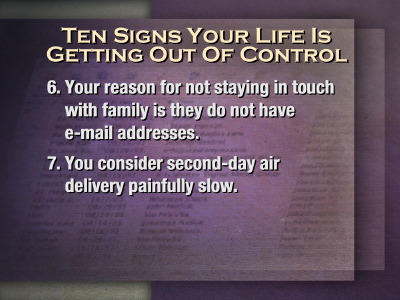 Ten Signs Your Life Is
Getting Out Of Control
6. Your reason for not staying in touch
with family is they do not have
e-mail addresses.
7. You consider second-day air
delivery painfully slow.